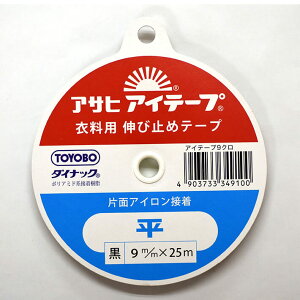 アサヒ アイテープ®
衣料用 伸び止めテープ
TOYOBO
ダイナック®
ポリアミド系接着樹脂
アイテープ9クロ
4 903733 349100
片面アイロン接着
平
黒 9 m/m×25m